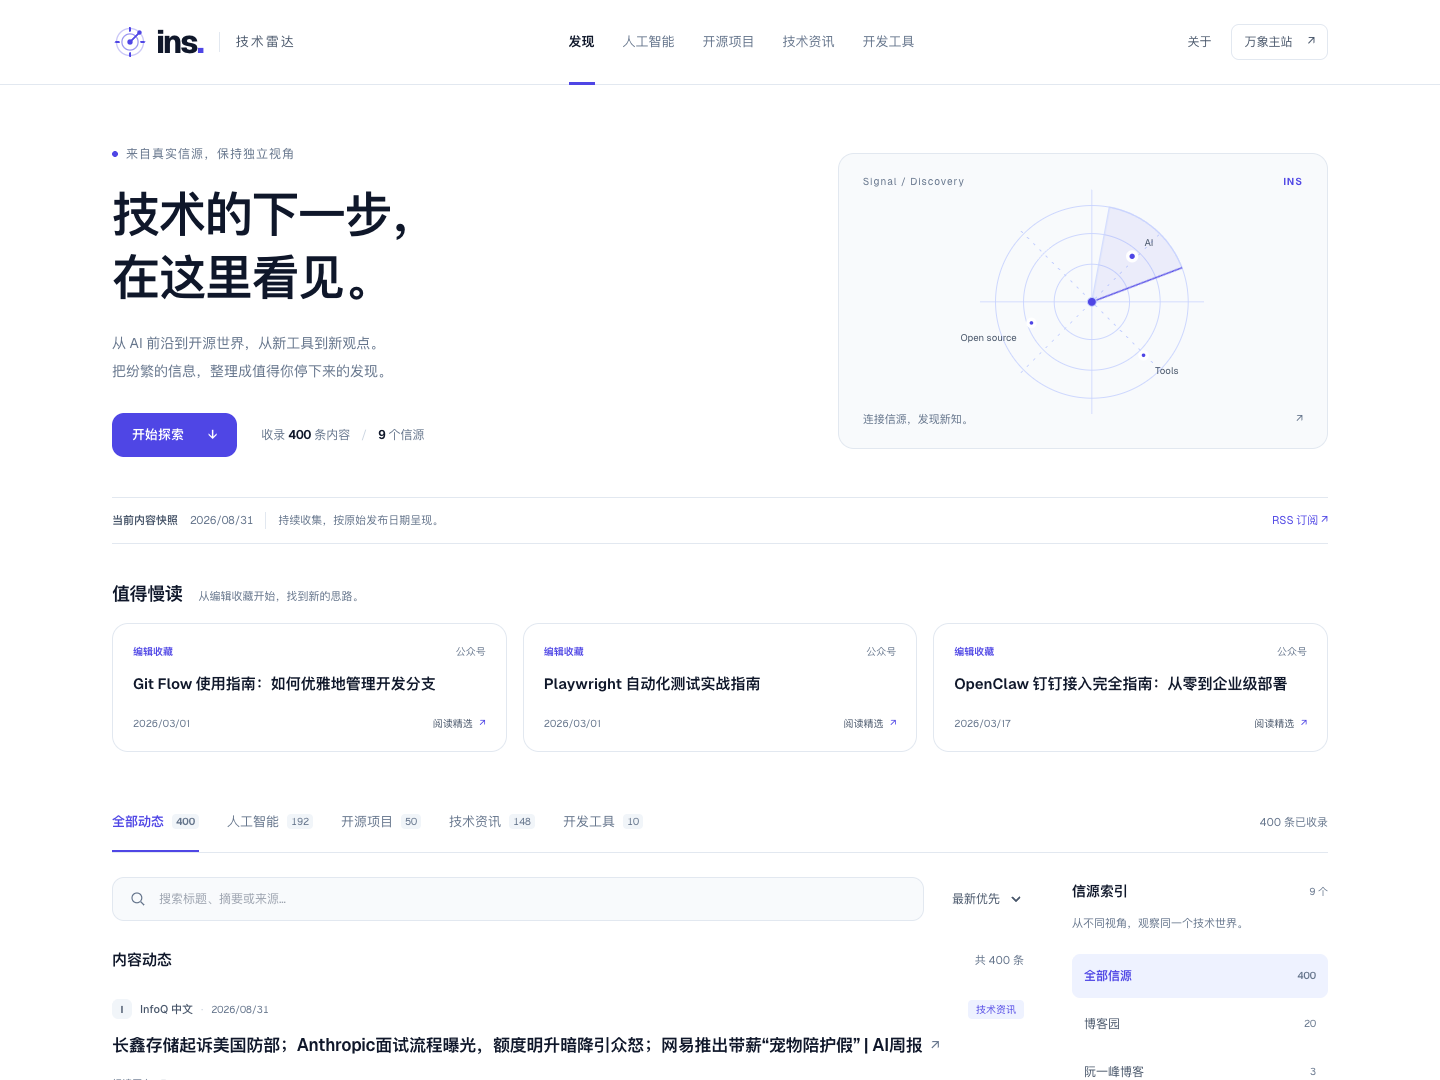 ins.
技术雷达
发现
人工智能
开源项目
技术资讯
开发工具
关于
万象主站
来自真实信源，保持独立视角
技术的下一步，
在这里看见。
从 AI 前沿到开源世界，从新工具到新观点。
把纷繁的信息，整理成值得你停下来的发现。
开始探索
收录 400 条内容 / 9 个信源
Signal / Discovery
INS
AI
Open source
Tools
连接信源，发现新知。
当前内容快照 2026/08/31
持续收集，按原始发布日期呈现。
RSS 订阅
值得慢读
从编辑收藏开始，找到新的思路。
编辑收藏
公众号
Git Flow 使用指南：如何优雅地管理开发分支
2026/03/01
阅读精选
编辑收藏
公众号
Playwright 自动化测试实战指南
2026/03/01
阅读精选
编辑收藏
公众号
OpenClaw 钉钉接入完全指南：从零到企业级部署
2026/03/17
阅读精选
全部动态 400
人工智能 192
开源项目 50
技术资讯 148
开发工具 10
400 条已收录
搜索标题、摘要或来源...
最新优先
内容动态
共 400 条
I InfoQ 中文 · 2026/08/31
技术资讯
长鑫存储起诉美国防部；Anthropic面试流程曝光，额度明升暗降引众怒；网易推出带薪“宠物陪护假” | AI周报
信源索引
9 个
从不同视角，观察同一个技术世界。
全部信源 400
博客园 20
阮一峰博客 3